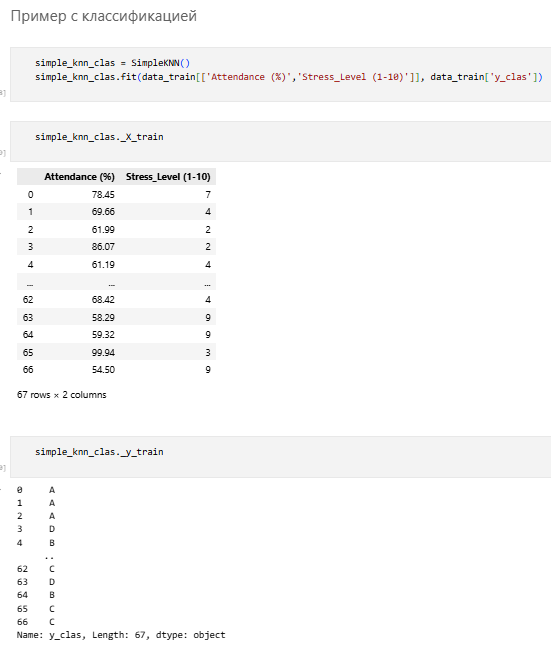 Пример с классификацией
simple_knn_clas = SimpleKNN()
simple_knn_clas.fit(data_train[['Attendance (%)','Stress_Level (1-10)']], data_train['y_clas'])
simple_knn_clas._X_train
Attendance (%) Stress_Level (1-10)
0 78.45 7
1 69.66 4
2 61.99 2
3 86.07 2
4 61.19 4
... ... ...
62 68.42 4
63 58.29 9
64 59.32 9
65 99.94 3
66 54.50 9
67 rows × 2 columns
simple_knn_clas._y_train
0 A
1 A
2 A
3 D
4 B
..
62 C
63 D
64 B
65 C
66 C
Name: y_clas, Length: 67, dtype: object